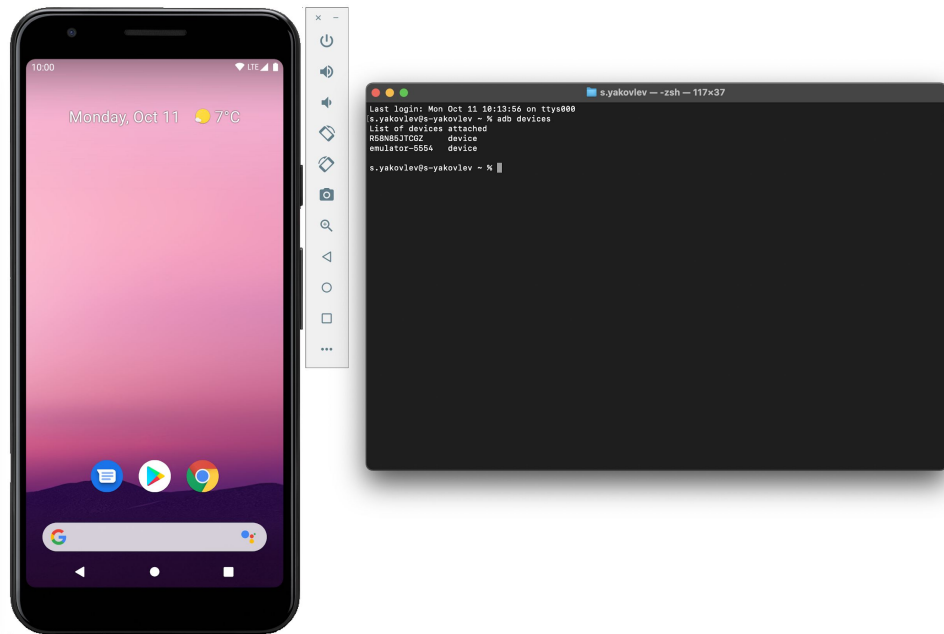 10:00
LTE
Monday, Oct 11 7°C
s.yakovlev — -zsh — 117×37
Last login: Mon Oct 11 10:13:56 on ttys000
[s.yakovlev@s-yakovlev ~ % adb devices
List of devices attached
R58N85JTCGZ device
emulator-5554 device
s.yakovlev@s-yakovlev ~ %